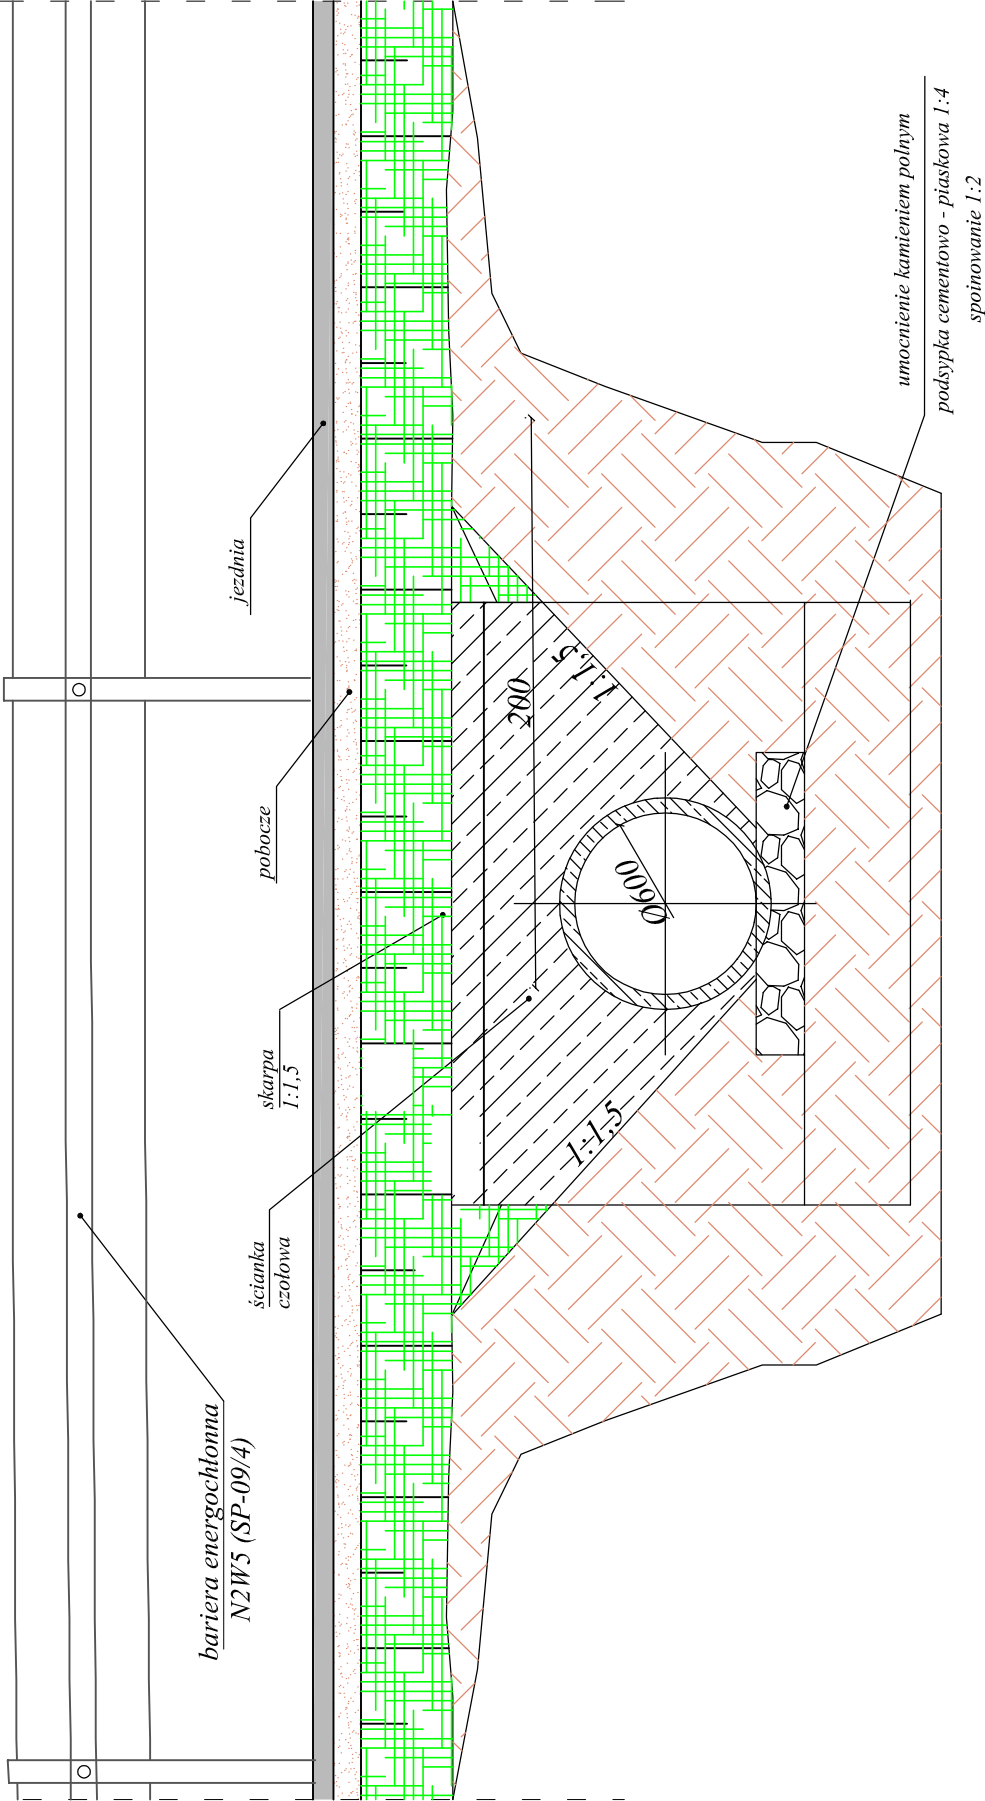 bariera energochłonna
N2W5 (SP-09/4)
ścianka
czołowa
skarpa
1:1,5
pobocze
jezdnia
1:1,5
200
1:1,5
Ø600
umocnienie kamieniem polnym
podsypka cementowo - piaskowa 1:4
spoinowanie 1:2